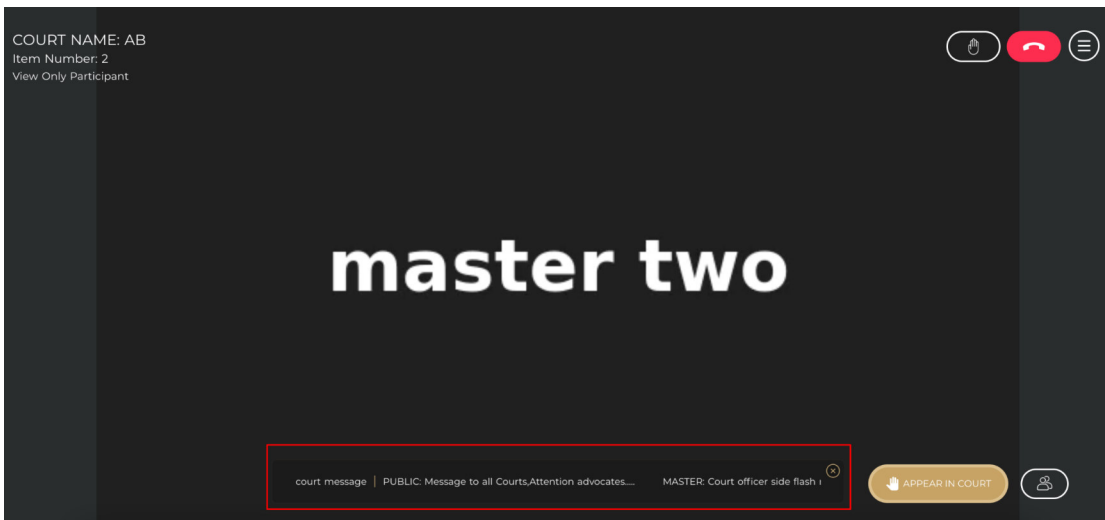 COURT NAME: AB
Item Number: 2
View Only Participant
master two
court message | PUBLIC: Message to all Courts,Attention advocates.... MASTER: Court officer side flash
APPEAR IN COURT